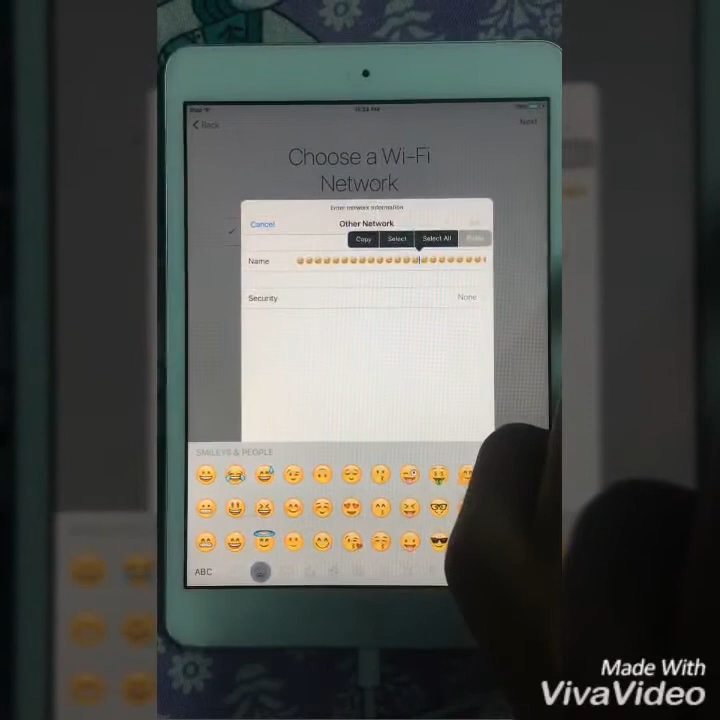 Back
Next
Choose a Wi-Fi
Network
Enter network information
Cancel
Other Network
Copy
Select
Select All
Name
Security
None
SMILEYS & PEOPLE
ABC
Made With
VivaVideo